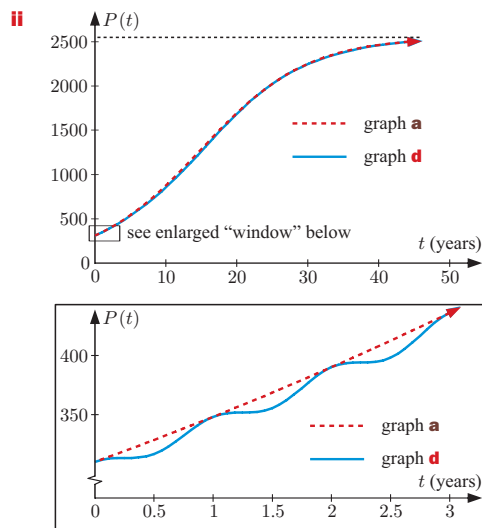 ii
P(t)
2500
2000
1500
1000
500
0
graph a
graph d
see enlarged “window” below
t (years)
0 10 20 30 40 50
P(t)
400
350
graph a
graph d
t (years)
0 0.5 1 1.5 2 2.5 3